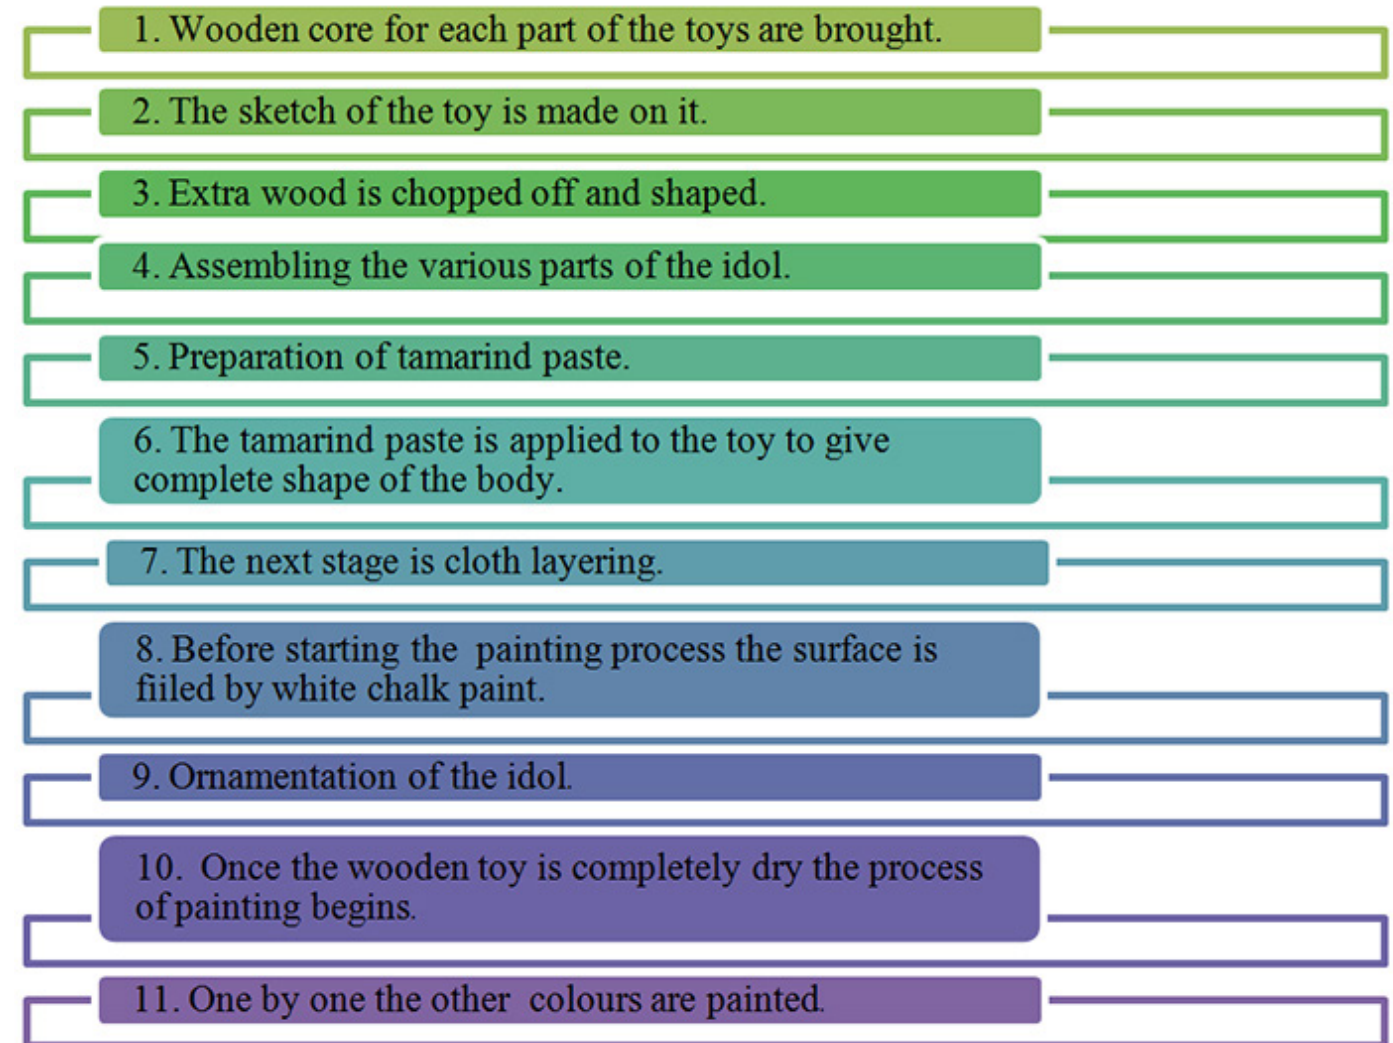 1. Wooden core for each part of the toys are brought.
2. The sketch of the toy is made on it.
3. Extra wood is chopped off and shaped.
4. Assembling the various parts of the idol.
5. Preparation of tamarind paste.
6. The tamarind paste is applied to the toy to give
complete shape of the body.
7. The next stage is cloth layering.
8. Before starting the  painting process the surface is
fiiled by white chalk paint.
9. Ornamentation of the idol.
10.  Once the wooden toy is completely dry the process
of painting begins.
11. One by one the other  colours are painted.